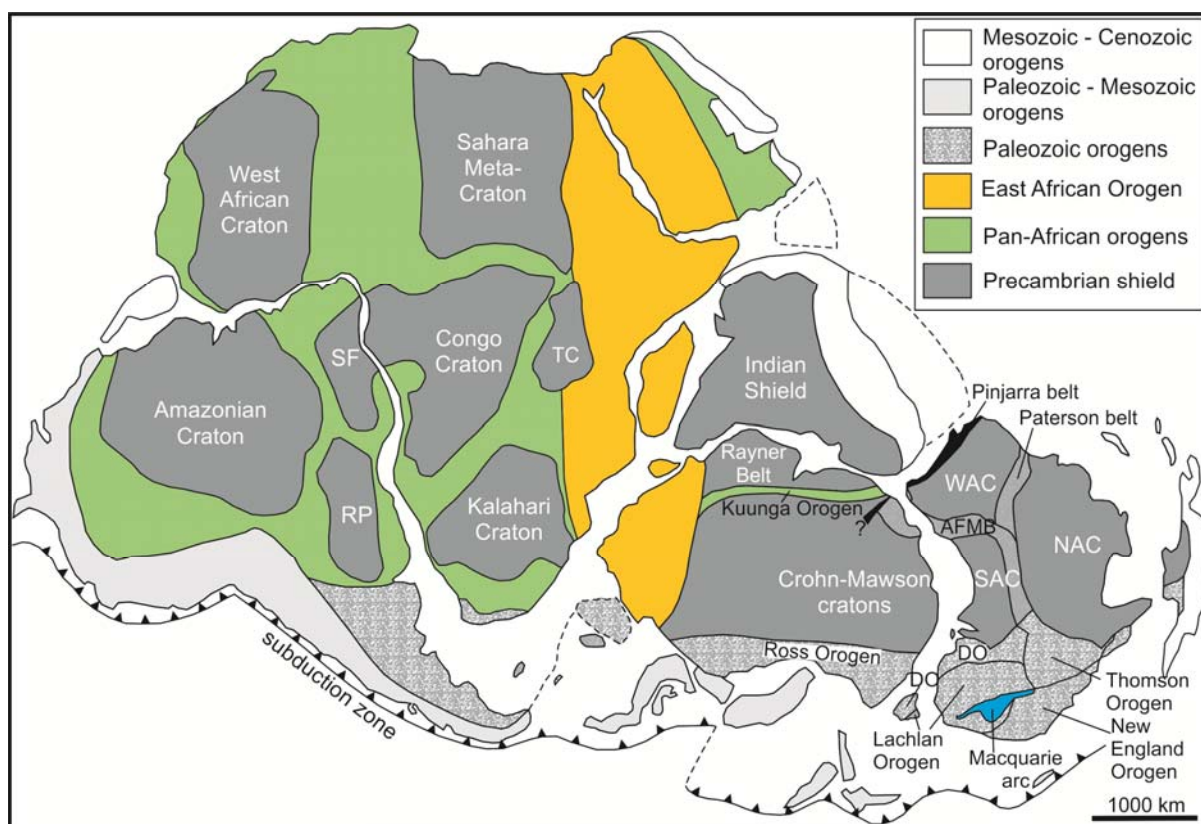 Mesozoic - Cenozoic
orogens
Paleozoic - Mesozoic
orogens
Paleozoic orogens
East African Orogen
Pan-African orogens
Precambrian shield
West
African
Craton
Sahara
Meta-
Craton
SF
Congo
Craton
TC
Amazonian
Craton
RP
Kalahari
Craton
Indian
Shield
Rayner
Belt
Kuunga Orogen
?
Crohn-Mawson
cratons
Ross Orogen
Pinjarra belt
Paterson belt
WAC
AFMB
NAC
SAC
DO
DO
subduction zone
Lachlan
Orogen
Macquarie
arc
Thomson
Orogen
New
England
Orogen
1000 km